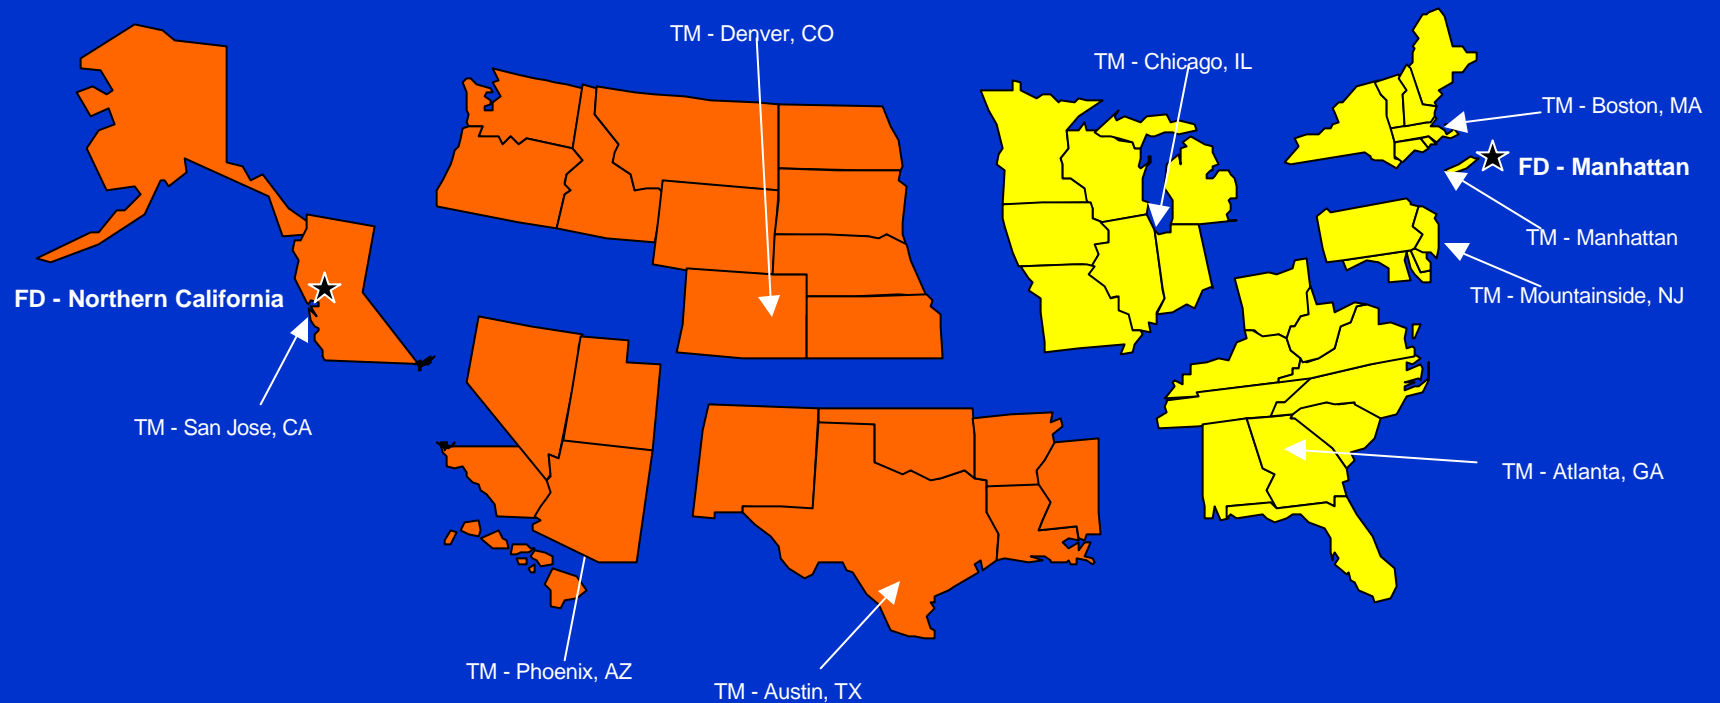 TM - Denver, CO
TM - Chicago, IL
TM - Boston, MA
FD - Manhattan
TM - Manhattan
FD - Northern California
TM - Mountainside, NJ
TM - San Jose, CA
TM - Atlanta, GA
TM - Phoenix, AZ
TM - Austin, TX